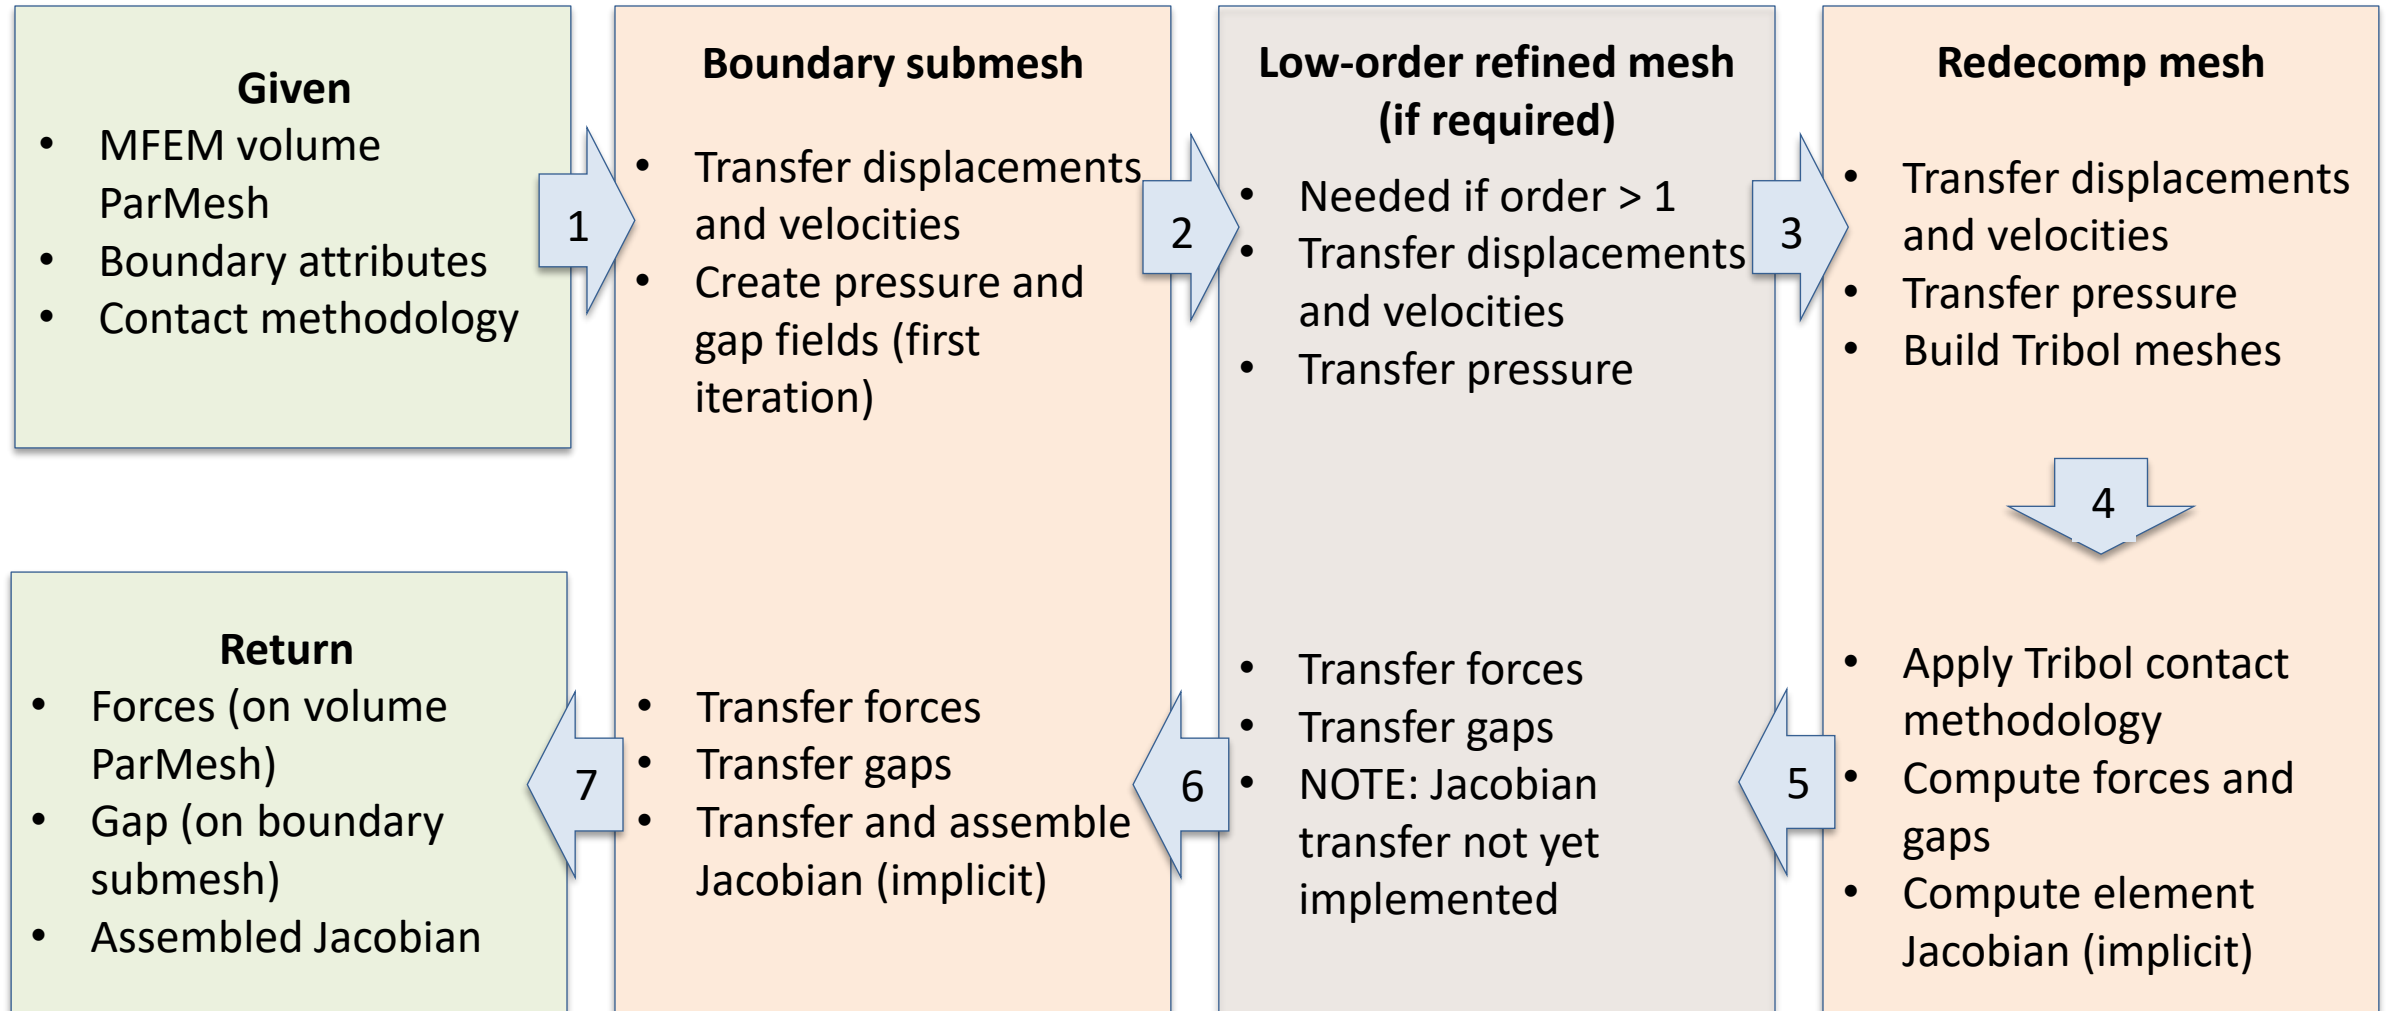 Given
• MFEM volume
ParMesh
• Boundary attributes
• Contact methodology
1
Boundary submesh
• Transfer displacements
and velocities
• Create pressure and
gap fields (first
iteration)
2
Low-order refined mesh
(if required)
• Needed if order > 1
• Transfer displacements
and velocities
• Transfer pressure
3
Redecomp mesh
• Transfer displacements
and velocities
• Transfer pressure
• Build Tribol meshes
4
• Apply Tribol contact
methodology
• Compute forces and
gaps
• Compute element
Jacobian (implicit)
5
• Transfer forces
• Transfer gaps
• NOTE: Jacobian
transfer not yet
implemented
6
• Transfer forces
• Transfer gaps
• Transfer and assemble
Jacobian (implicit)
7
Return
• Forces (on volume
ParMesh)
• Gap (on boundary
submesh)
• Assembled Jacobian